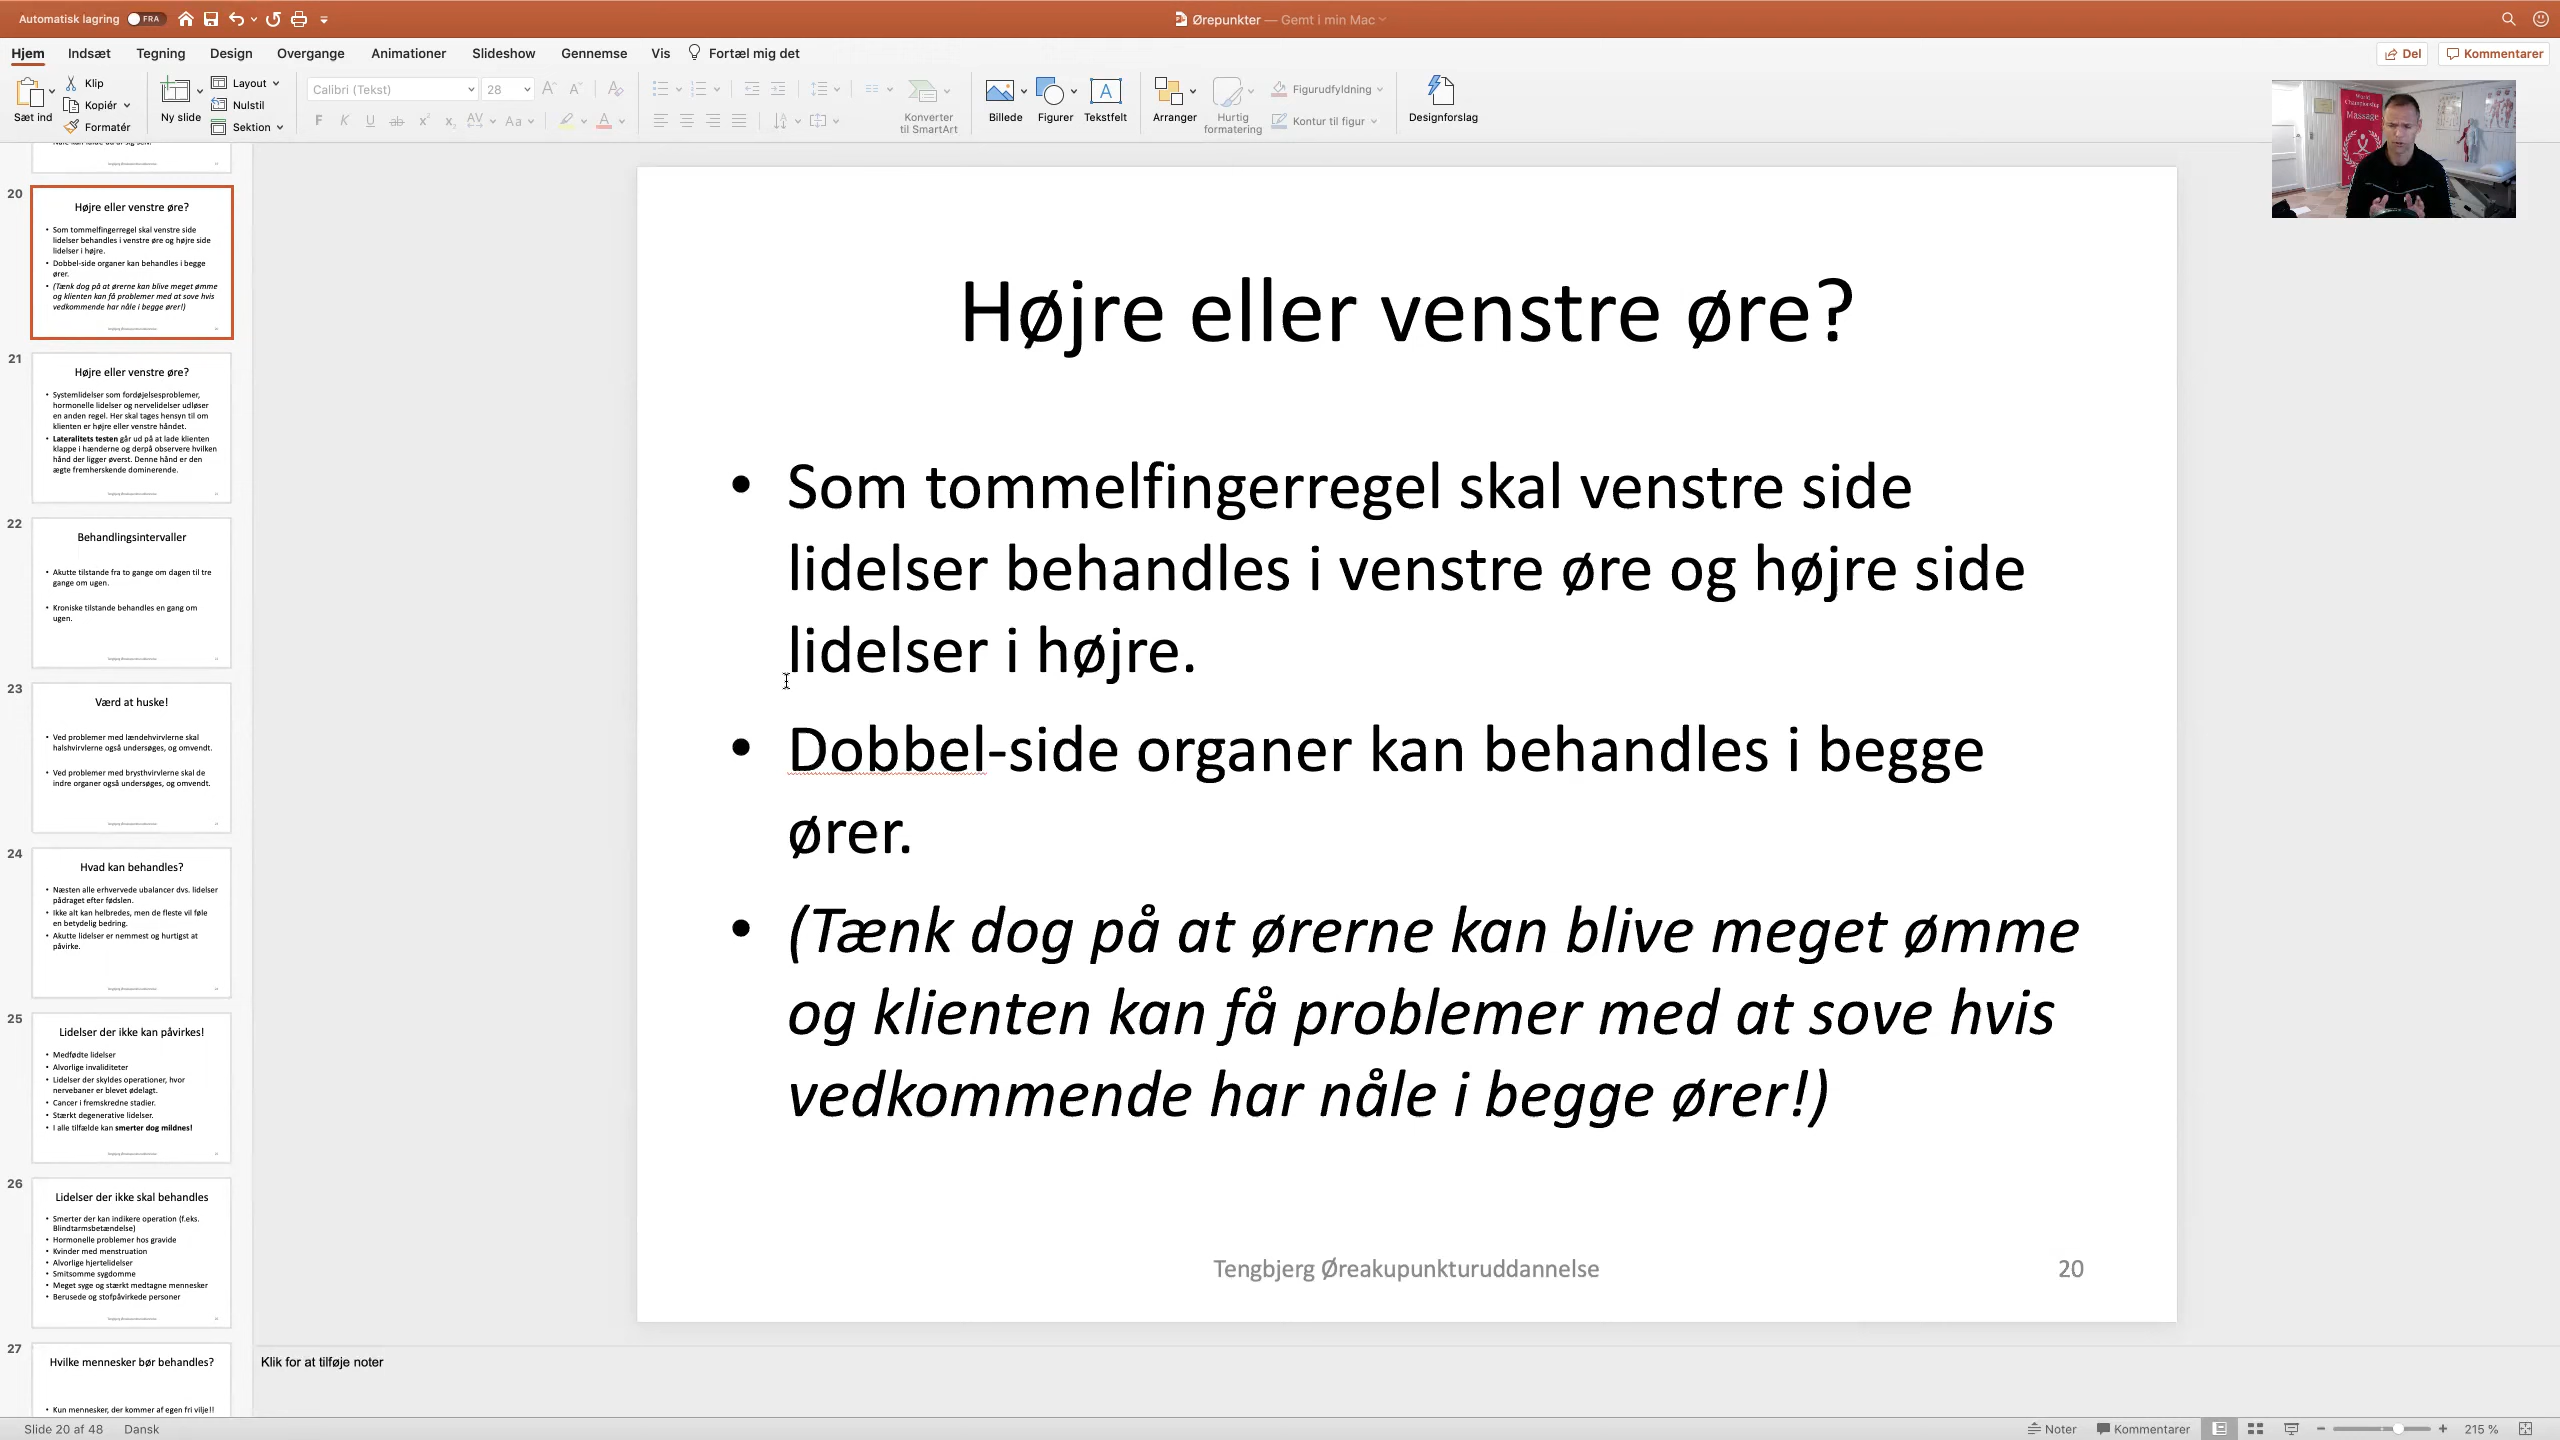 Automatisk lagring FRA
Ørepunkter — Gemt i min Mac
Hjem Indsæt Tegning Design Overgange Animationer Slideshow Gennemse Vis Fortæl mig det
Del Kommentarer
Sæt ind
Klip
Kopiér
Formatér
Ny slide
Layout
Nulstil
Sektion
Calibri (Tekst) 28
Konverter
til SmartArt
Billede
Figurer
Tekstfelt
Arranger
Hurtig
formatering
Figurudfyldning
Kontur til figur
Designforslag
World
Championship
Massage
20
Højre eller venstre øre?
• Som tommelfingerregel skal venstre side
lidelser behandles i venstre øre og højre side
lidelser i højre.
• Dobbel-side organer kan behandles i begge
ører.
• (Tænk dog på at ørerne kan blive meget ømme
og klienten kan få problemer med at sove hvis
vedkommende har nåle i begge ører!)
21
Højre eller venstre øre?
• Systemlidelser som fordøjelsesproblemer,
hormonelle lidelser og nervelidelser udløser
en anden regel. Her skal tages hensyn til om
klienten er højre eller venstre håndet.
• Lateralitets testen går ud på at lade klienten
klappe i hænderne og derpå observere hvilken
hånd der ligger øverst. Denne hånd er den
ægte fremherskende dominerende.
22
Behandlingsintervaller
• Akutte tilstande fra to gange om dagen til tre
gange om ugen.
• Kroniske tilstande behandles en gang om
ugen.
23
Værd at huske!
• Ved problemer med lændehvirvlerne skal
halshvirvlerne også undersøges, og omvendt.
• Ved problemer med brysthvirvlerne skal de
indre organer også undersøges, og omvendt.
24
Hvad kan behandles?
• Næsten alle erhvervede ubalancer dvs. lidelser
pådraget efter fødslen.
• Ikke alt kan helbredes, men de fleste vil føle
en betydelig bedring.
• Akutte lidelser er nemmest og hurtigst at
påvirke.
25
Lidelser der ikke kan påvirkes!
• Medfødte lidelser
• Alvorlige invaliditeter
• Lidelser der skyldes operationer, hvor
nervebaner er blevet ødelagt.
• Cancer i fremskredne stadier.
• Stærkt degenerative lidelser.
• I alle tilfælde kan smerter dog mildnes!
26
Lidelser der ikke skal behandles
• Smerter der kan indikere operation (f.eks.
Blindtarmsbetændelse)
• Hormonelle problemer hos gravide
• Kvinder med menstruation
• Alvorlige hjertelidelser
• Smitsomme sygdomme
• Meget syge og stærkt medtagne mennesker
• Berusede og stofpåvirkede personer
27
Hvilke mennesker bør behandles?
• Kun mennesker, der kommer af egen fri vilje!!
Højre eller venstre øre?
• Som tommelfingerregel skal venstre side
lidelser behandles i venstre øre og højre side
lidelser i højre.
• Dobbel-side organer kan behandles i begge
ører.
• (Tænk dog på at ørerne kan blive meget ømme
og klienten kan få problemer med at sove hvis
vedkommende har nåle i begge ører!)
Tengbjerg Øreakupunkturuddannelse 20
Klik for at tilføje noter
Slide 20 af 48 Dansk
Noter Kommentarer 215 %